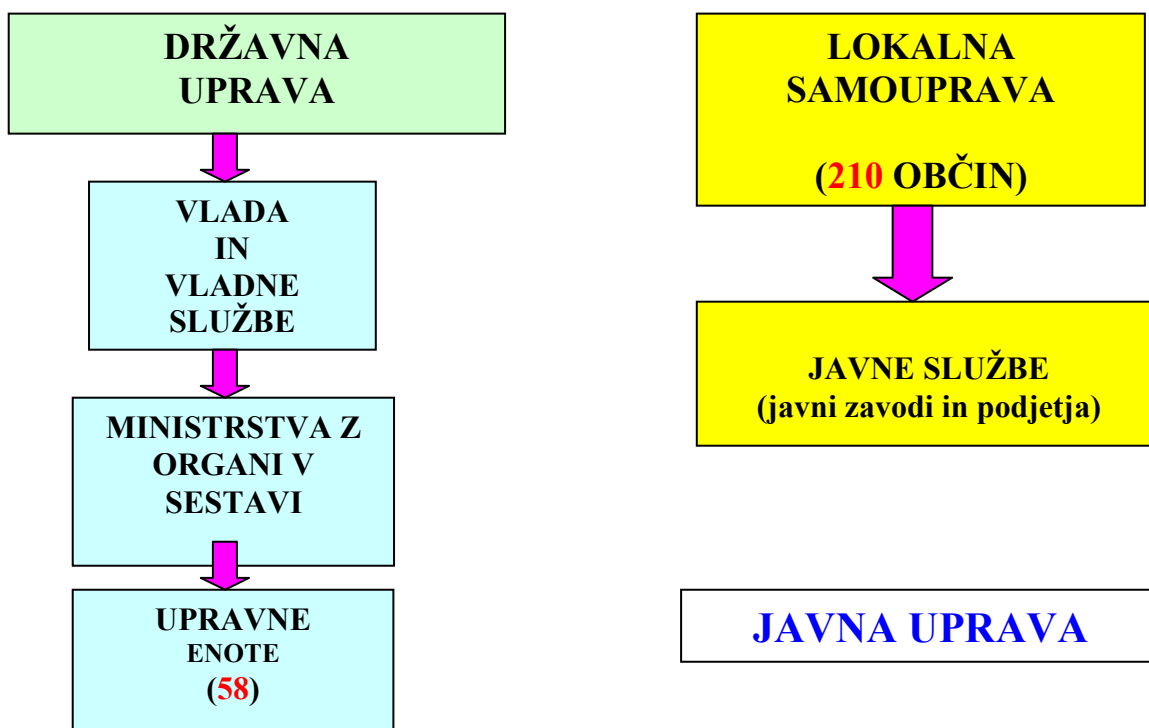 DRŽAVNA
UPRAVA
VLADA
IN
VLADNE
SLUŽBE
MINISTRSTVA Z
ORGANI V
SESTAVI
UPRAVNE
ENOTE
(58)
LOKALNA
SAMOUPRAVA
(210 OBČIN)
JAVNE SLUŽBE
(javni zavodi in podjetja)
JAVNA UPRAVA